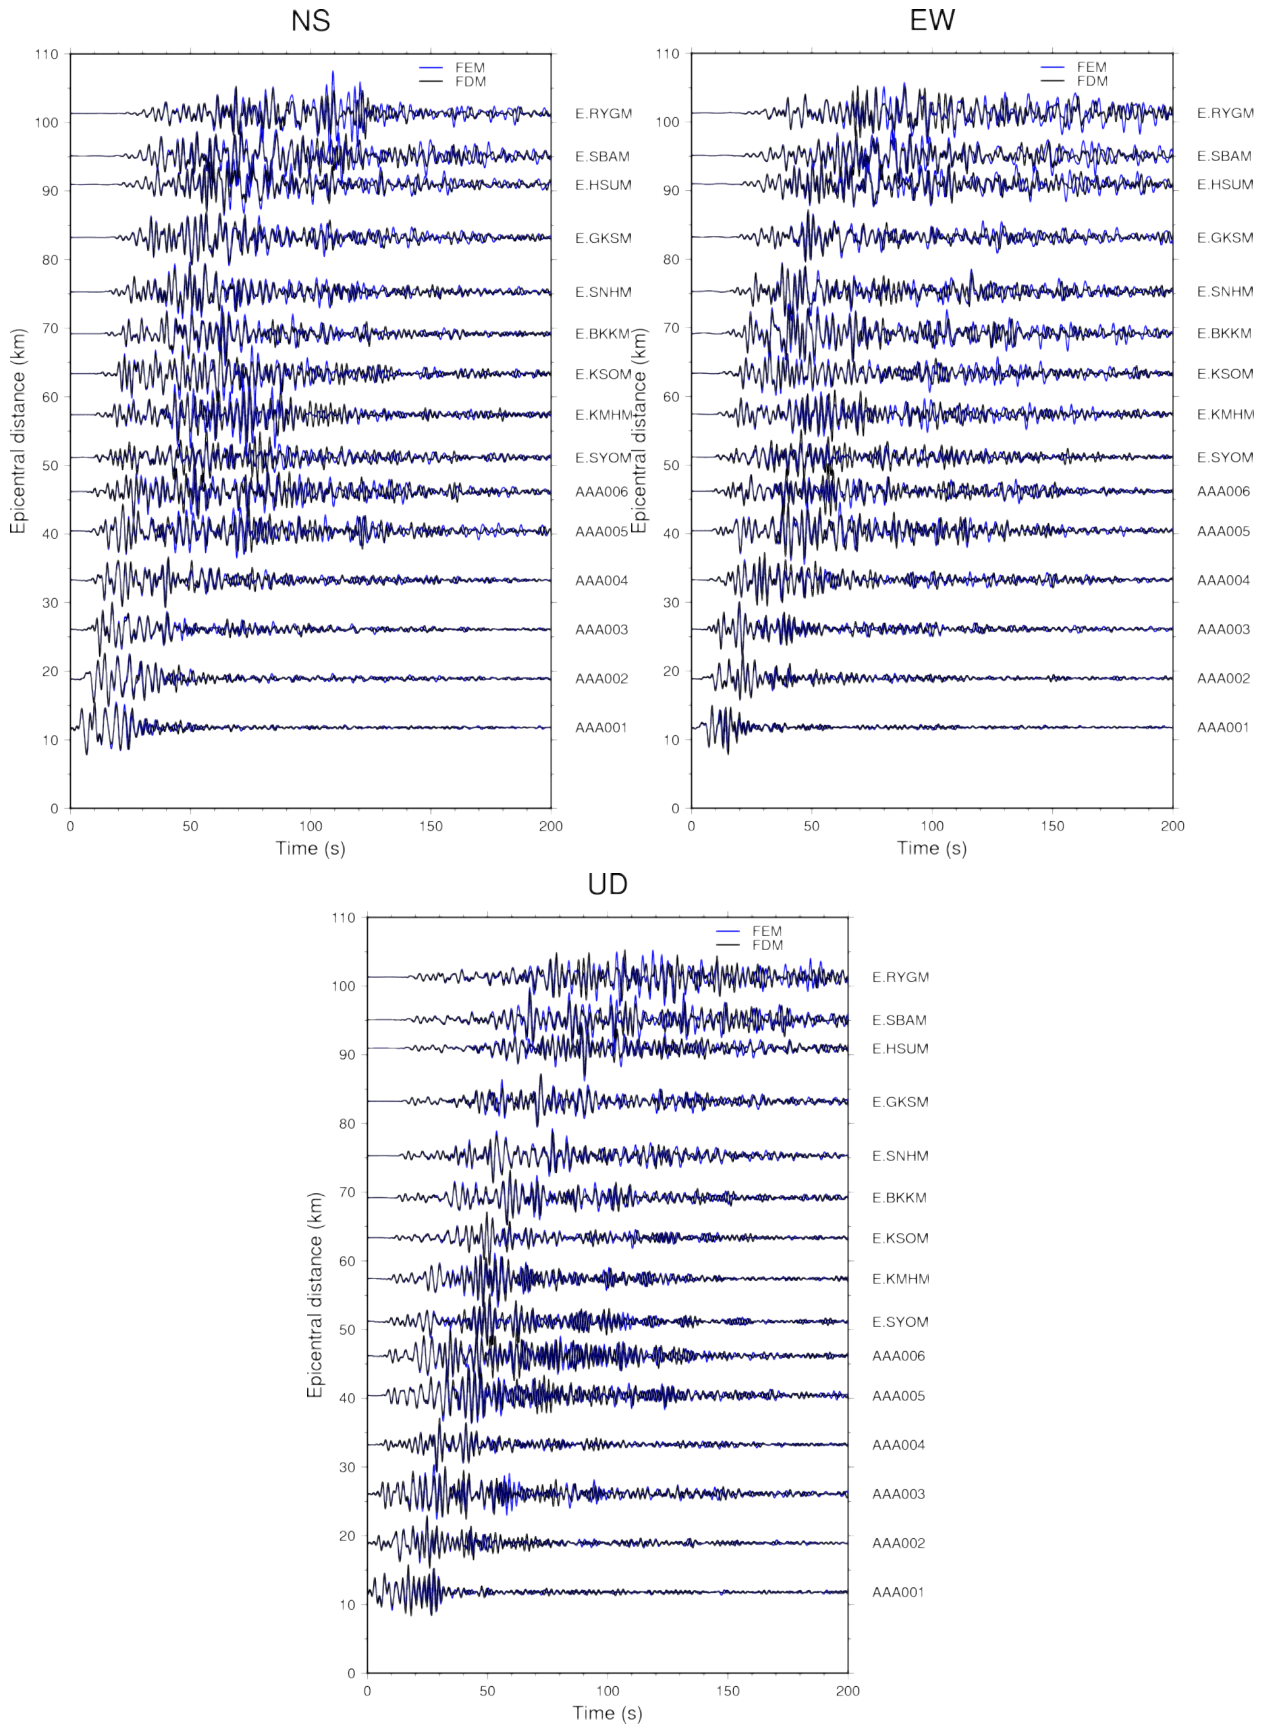 NS
EW
110
FEM
FDM
100
90
80
70
60
50
40
30
20
10
0
Epicentral distance (km)
E.RYGM
E.SBAM
E.HSUM
E.GKSM
E.SNHM
E.BKKM
E.KSOM
E.KMHM
E.SYOM
AAA006
AAA005
AAA004
AAA003
AAA002
AAA001
0 50 100 150 200
Time (s)
110
FEM
FDM
100
90
80
70
60
50
40
30
20
10
0
Epicentral distance (km)
E.RYGM
E.SBAM
E.HSUM
E.GKSM
E.SNHM
E.BKKM
E.KSOM
E.KMHM
E.SYOM
AAA006
AAA005
AAA004
AAA003
AAA002
AAA001
0 50 100 150 200
Time (s)
UD
110
FEM
FDM
100
90
80
70
60
50
40
30
20
10
0
Epicentral distance (km)
E.RYGM
E.SBAM
E.HSUM
E.GKSM
E.SNHM
E.BKKM
E.KSOM
E.KMHM
E.SYOM
AAA006
AAA005
AAA004
AAA003
AAA002
AAA001
0 50 100 150 200
Time (s)